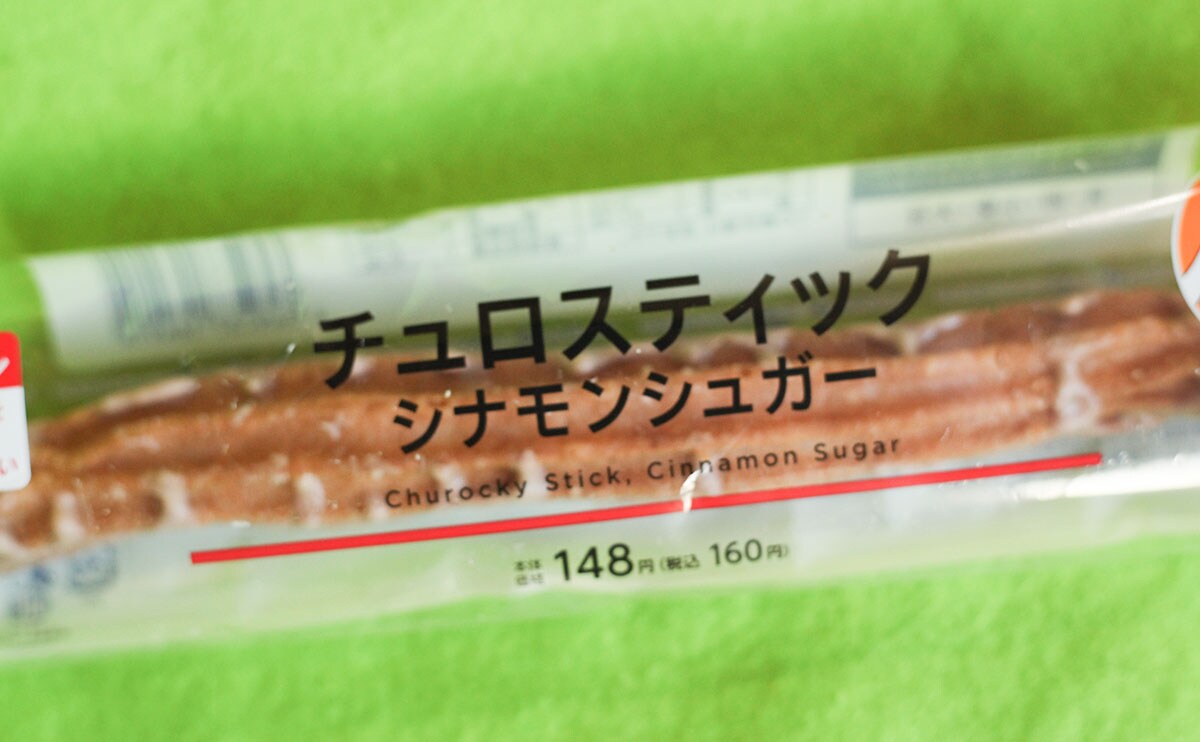 チュロスティック
シナモンシュガー
Churocky Stick, Cinnamon Sugar
本体価格 148円(税込 160円)
い